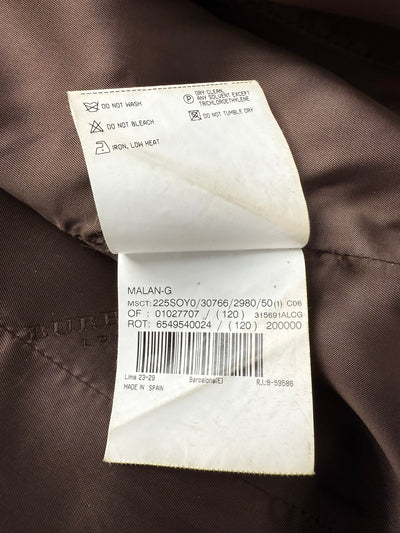 DRY CLEAN,
ANY SOLVENT EXCEPT
TRICHLOROETHYLENE
DO NOT WASH
DO NOT TUMBLE DRY
DO NOT BLEACH
IRON, LOW HEAT
MALAN-G
MSCT: 225SOY0/30766/2980/50(1) C06
OF : 01027707 / (120) 315691ALCG
ROT: 6549540024 / (120) 200000
Lima 23-29 Barcelona(E) R.I.:8-59586
MADE IN SPAIN